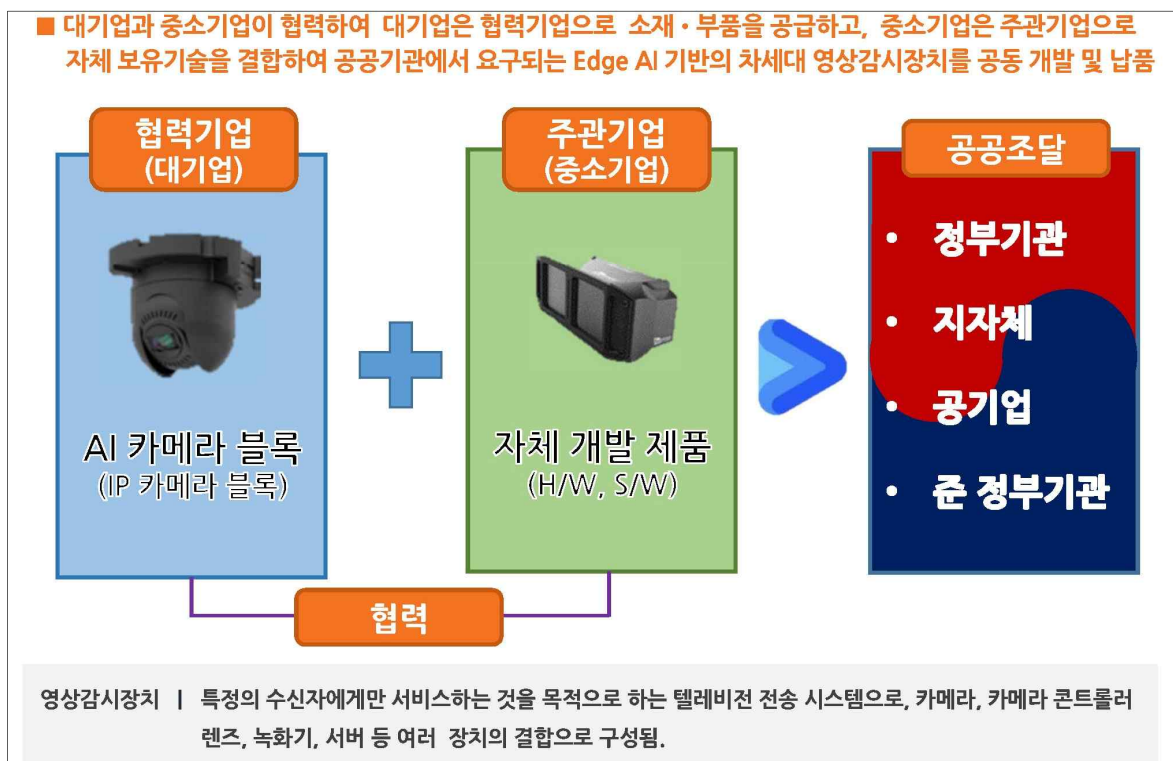 ■ 대기업과 중소기업이 협력하여 대기업은 협력기업으로 소재・부품을 공급하고, 중소기업은 주관기업으로
자체 보유기술을 결합하여 공공기관에서 요구되는 Edge AI 기반의 차세대 영상감시장치를 공동 개발 및 납품
협력기업
(대기업)
AI 카메라 블록
(IP 카메라 블록)
주관기업
(중소기업)
자체 개발 제품
(H/W, S/W)
협력
공공조달
• 정부기관
• 지자체
• 공기업
• 준 정부기관
영상감시장치 | 특정의 수신자에게만 서비스하는 것을 목적으로 하는 텔레비전 전송 시스템으로, 카메라, 카메라 콘트롤러
렌즈, 녹화기, 서버 등 여러 장치의 결합으로 구성됨.